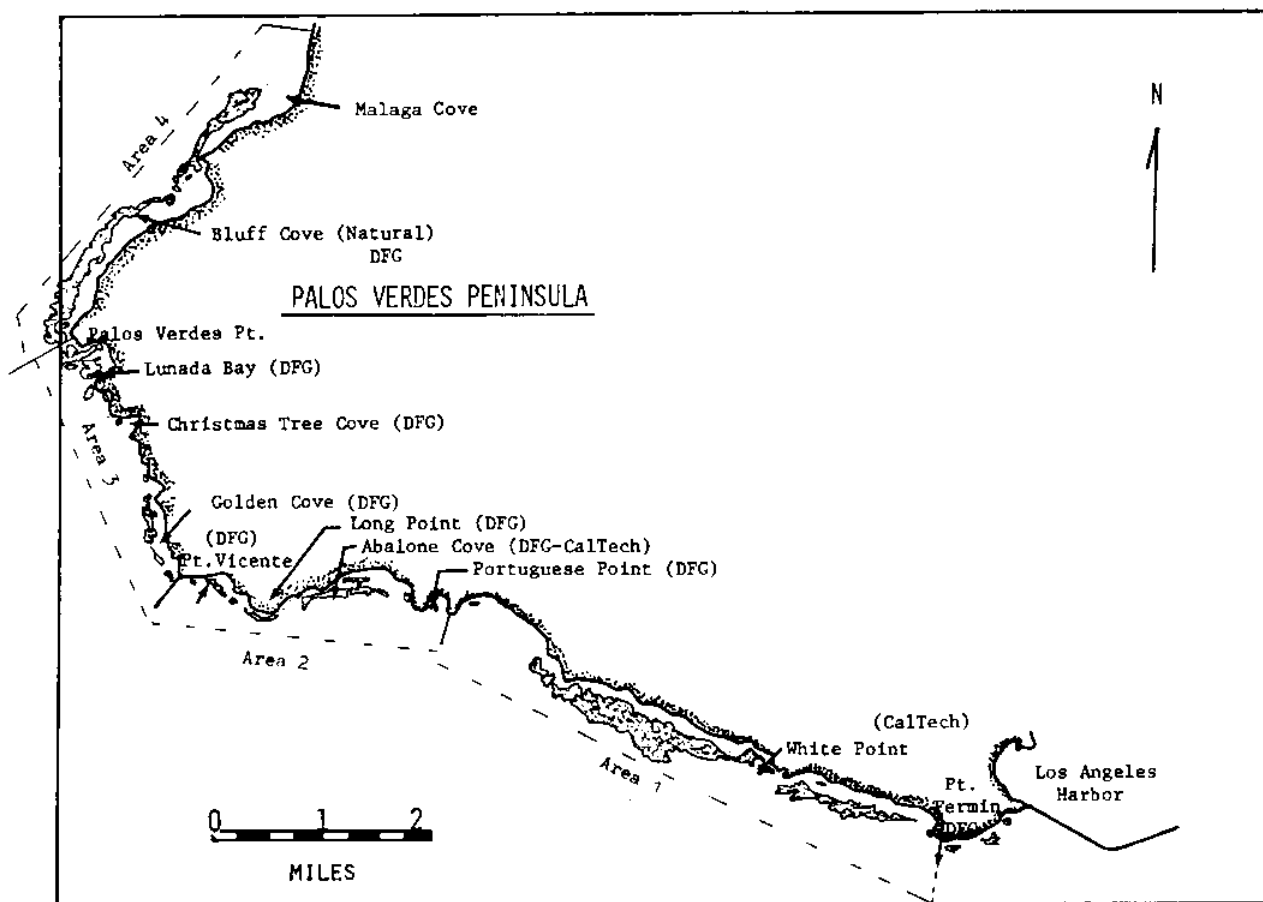 N
Malaga Cove
Area 4
Bluff Cove (Natural)
DFG
PALOS VERDES PENINSULA
Palos Verdes Pt.
Lunada Bay (DFG)
Christmas Tree Cove (DFG)
Area 3
Golden Cove (DFG)
(DFG)
Pt. Vicente
Long Point (DFG)
Abalone Cove (DFG-CalTech)
Portuguese Point (DFG)
Area 2
(CalTech)
White Point
Area 1
Pt.
Fermin
DFG
Los Angeles
Harbor
0 1 2
MILES